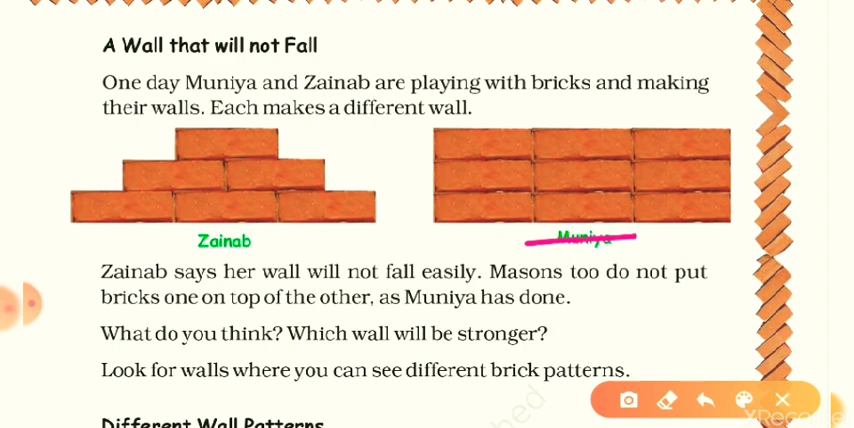 A Wall that will not Fall
One day Muniya and Zainab are playing with bricks and making
their walls. Each makes a different wall.
Zainab
Muniya
Zainab says her wall will not fall easily. Masons too do not put
bricks one on top of the other, as Muniya has done.
What do you think? Which wall will be stronger?
Look for walls where you can see different brick patterns.
Different Wall Patterns